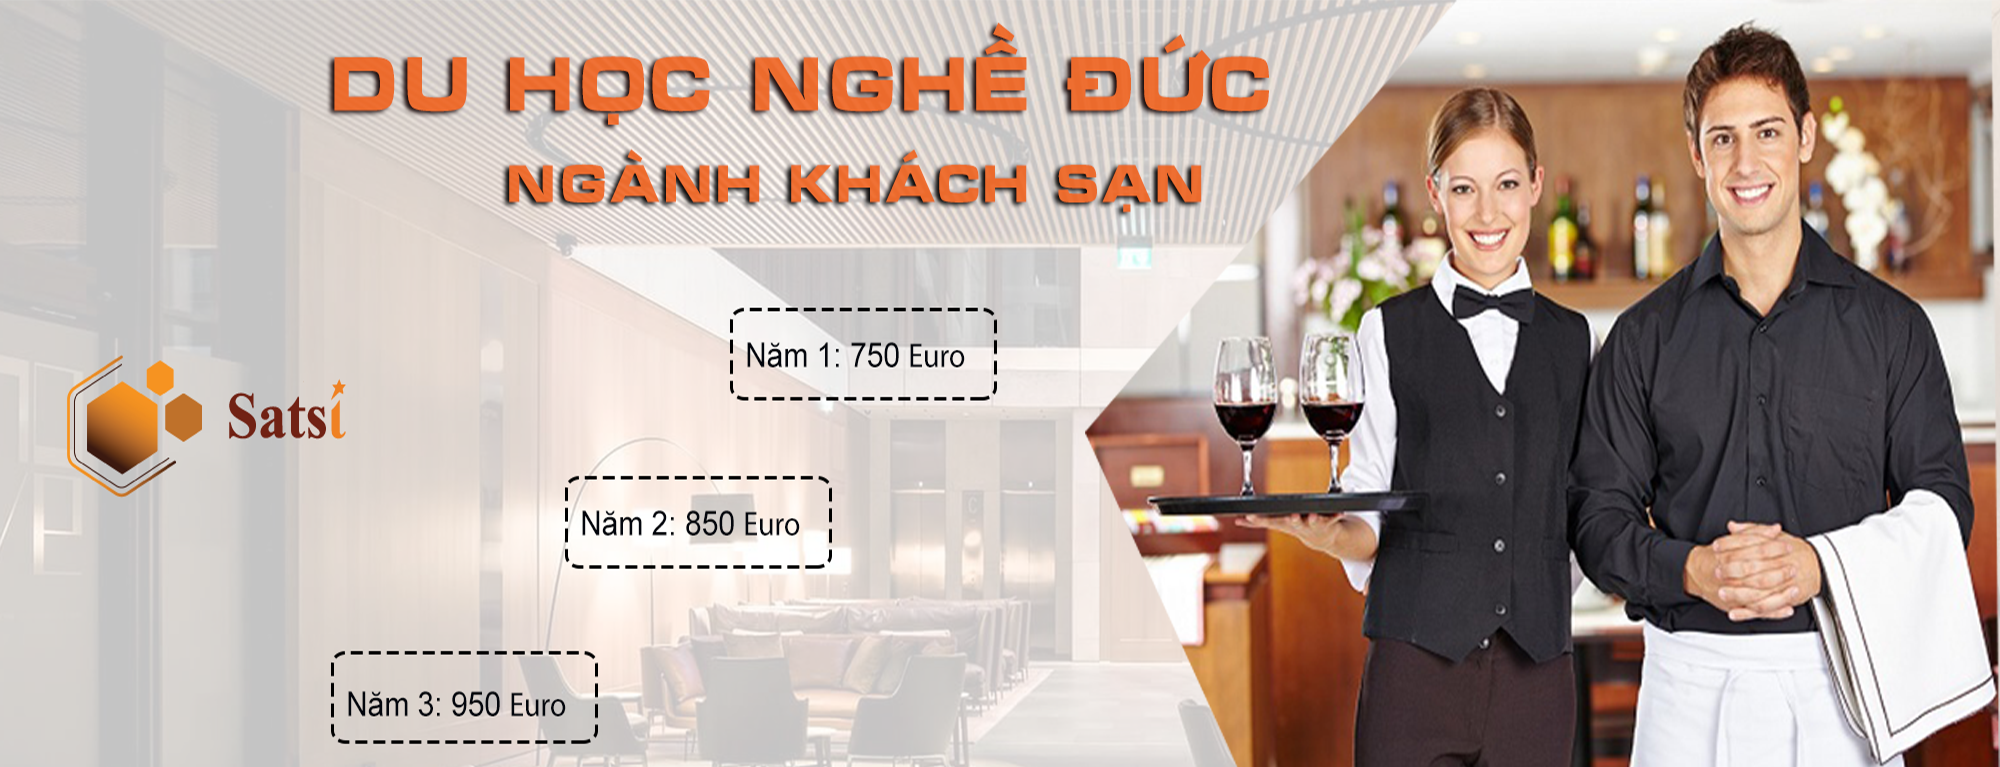 DU HỌC NGHỀ ĐỨC
NGÀNH KHÁCH SẠN
Năm 1: 750 Euro
Satsi
Năm 2: 850 Euro
Năm 3: 950 Euro